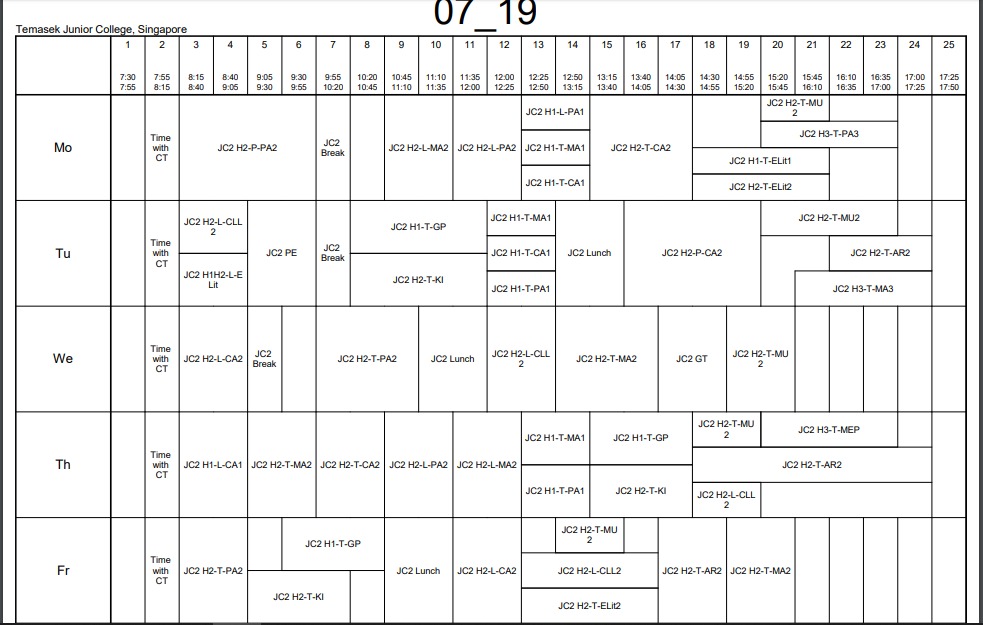 07_19
Temasek Junior College, Singapore
1 2 3 4 5 6 7 8 9 10 11 12 13 14 15 16 17 18 19 20 21 22 23 24 25
7:30 7:55 8:15 8:40 9:05 9:30 9:55 10:20 10:45 11:10 11:35 12:00 12:25 12:50 13:15 13:40 14:05 14:30 14:55 15:20 15:45 16:10 16:35 17:00 17:25
7:55 8:15 8:40 9:05 9:30 9:55 10:20 10:45 11:10 11:35 12:00 12:25 12:50 13:15 13:40 14:05 14:30 14:55 15:20 15:45 16:10 16:35 17:00 17:25 17:50
Mo
Time
with
CT
JC2 H2-P-PA2
JC2
Break
JC2 H2-L-MA2
JC2 H2-L-PA2
JC2 H1-L-PA1
JC2 H1-T-MA1
JC2 H1-T-CA1
JC2 H2-T-CA2
JC2 H2-T-MU
2
JC2 H3-T-PA3
JC2 H1-T-ELit1
JC2 H2-T-ELit2
Tu
Time
with
CT
JC2 H2-L-CLL
2
JC2 H1H2-L-E
Lit
JC2 PE
JC2
Break
JC2 H1-T-GP
JC2 H2-T-KI
JC2 H1-T-MA1
JC2 H1-T-CA1
JC2 H1-T-PA1
JC2 Lunch
JC2 H2-P-CA2
JC2 H2-T-MU2
JC2 H2-T-AR2
JC2 H3-T-MA3
We
Time
with
CT
JC2 H2-L-CA2
JC2
Break
JC2 H2-T-PA2
JC2 Lunch
JC2 H2-L-CLL
2
JC2 H2-T-MA2
JC2 GT
JC2 H2-T-MU
2
Th
Time
with
CT
JC2 H1-L-CA1
JC2 H2-T-MA2
JC2 H2-T-CA2
JC2 H2-L-PA2
JC2 H2-L-MA2
JC2 H1-T-MA1
JC2 H1-T-PA1
JC2 H1-T-GP
JC2 H2-T-KI
JC2 H2-T-MU
2
JC2 H3-T-MEP
JC2 H2-T-AR2
JC2 H2-L-CLL
2
Fr
Time
with
CT
JC2 H2-T-PA2
JC2 H1-T-GP
JC2 H2-T-KI
JC2 Lunch
JC2 H2-L-CA2
JC2 H2-T-MU
2
JC2 H2-L-CLL2
JC2 H2-T-ELit2
JC2 H2-T-AR2
JC2 H2-T-MA2